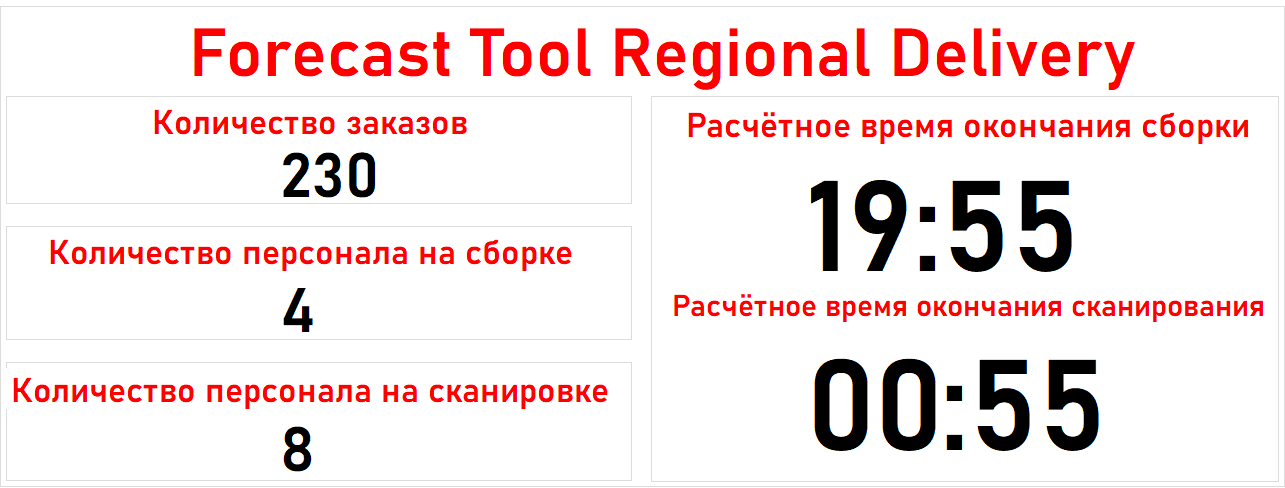 Forecast Tool Regional Delivery
Количество заказов
230
Количество персонала на сборке
4
Количество персонала на сканировке
8
Расчётное время окончания сборки
19:55
Расчётное время окончания сканирования
00:55